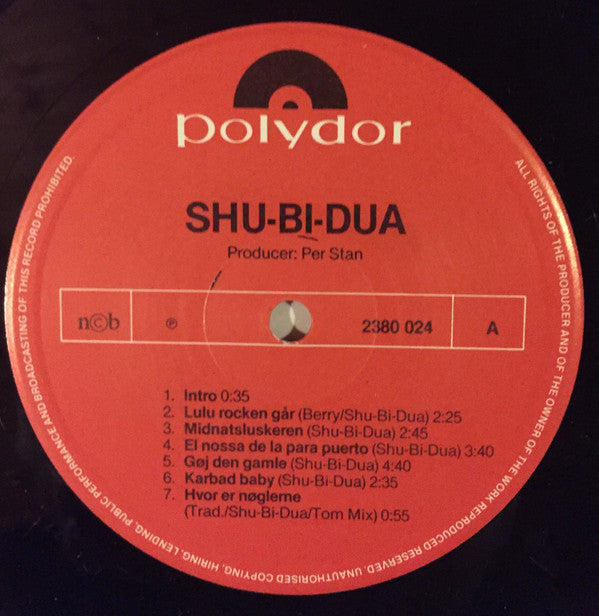 polydor
SHU-BI-DUA
Producer: Per Stan
n©b ℗ 2380 024 A
1. Intro 0:35
2. Lulu rocken går (Berry/Shu-Bi-Dua) 2:25
3. Midnatsluskeren (Shu-Bi-Dua) 2:45
4. El nossa de la para puerto (Shu-Bi-Dua) 3:40
5. Gøj den gamle (Shu-Bi-Dua) 4:40
6. Karbad baby (Shu-Bi-Dua) 2:35
7. Hvor er nøglerne
(Trad./Shu-Bi-Dua/Tom Mix) 0:55
ALL RIGHTS OF THE PRODUCER AND OF THE OWNER OF THE WORK REPRODUCED RESERVED. UNAUTHORISED COPYING, HIRING, LENDING, PUBLIC PERFORMANCE AND BROADCASTING OF THIS RECORD PROHIBITED.